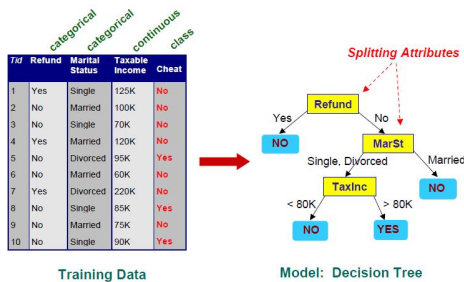 categorical
categorical
continuous
class
Tid Refund Marital Status Taxable Income Cheat
1 Yes Single 125K No
2 No Married 100K No
3 No Single 70K No
4 Yes Married 120K No
5 No Divorced 95K Yes
6 No Married 60K No
7 Yes Divorced 220K No
8 No Single 85K Yes
9 No Married 75K No
10 No Single 90K Yes
Training Data
Splitting Attributes
Refund
Yes No
NO MarSt
Single, Divorced Married
TaxInc NO
< 80K > 80K
NO YES
Model: Decision Tree